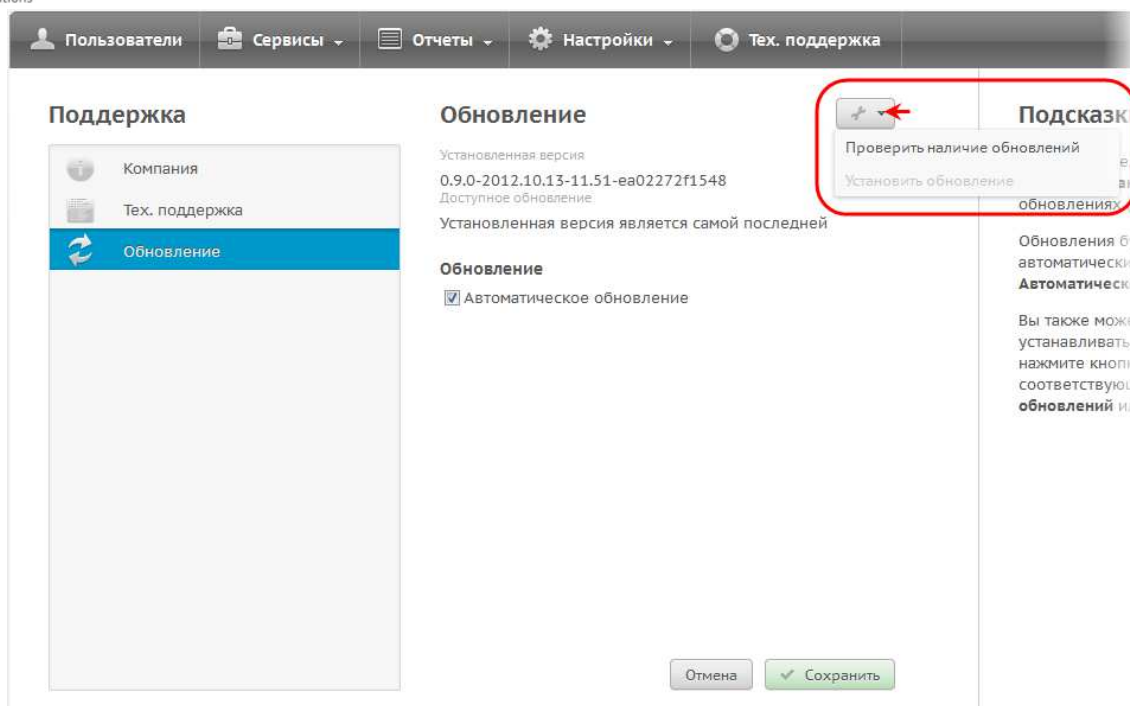 Пользователи
Сервисы
Отчеты
Настройки
Тех. поддержка
Поддержка
Компания
Тех. поддержка
Обновление
Обновление
Установленная версия
0.9.0-2012.10.13-11.51-ea02272f1548
Доступное обновление
Установленная версия является самой последней
Обновление
Автоматическое обновление
Проверить наличие обновлений
Установить обновление
Отмена
Сохранить
Подсказк
обновлениях
Обновления б
автоматически
Автоматическ
Вы также може
устанавливать
нажмите кноп
соответствую
обновлений и